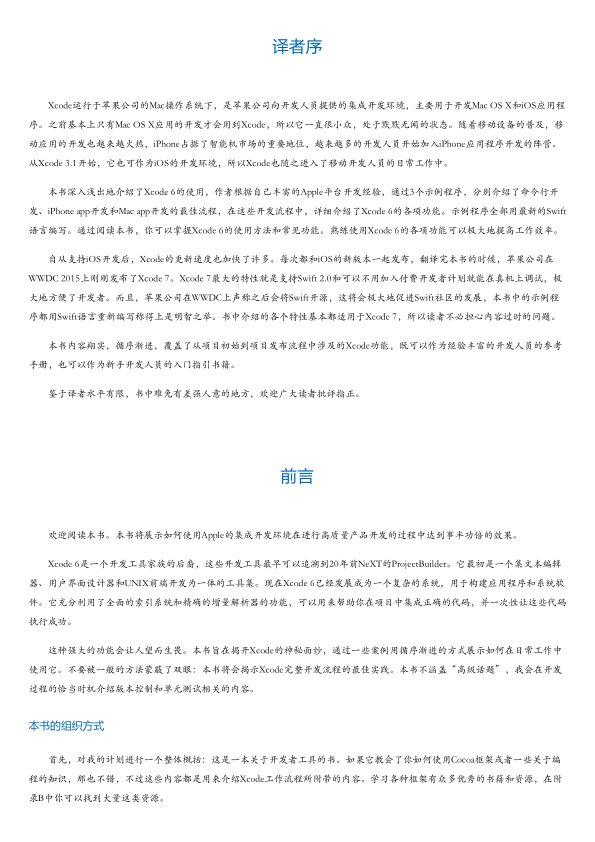 译者序
Xcode运行于苹果公司的Mac操作系统下，是苹果公司向开发人员提供的集成开发环境，主要用于开发Mac OS X和iOS应用程
序。之前基本上只有Mac OS X应用的开发才会用到Xcode，所以它一直很小众，处于默默无闻的状态。随着移动设备的普及，移
动应用的开发也越来越火热，iPhone占据了智能机市场的重要地位，越来越多的开发人员开始加入iPhone应用程序开发的阵营。
从Xcode 3.1开始，它也可作为iOS的开发环境，所以Xcode也随之进入了移动开发人员的日常工作中。
本书深入浅出地介绍了Xcode 6的使用，作者根据自己丰富的Apple平台开发经验，通过3个示例程序，分别介绍了命令行开
发、iPhone app开发和Mac app开发的最佳流程，在这些开发流程中，详细介绍了Xcode 6的各项功能。示例程序全部用最新的Swift
语言编写。通过阅读本书，你可以掌握Xcode 6的使用方法和常见功能。熟练使用Xcode 6的各项功能可以极大地提高工作效率。
自从支持iOS开发后，Xcode的更新速度也加快了许多。每次都和iOS的新版本一起发布，翻译完本书的时候，苹果公司在
WWDC 2015上刚刚发布了Xcode 7。Xcode 7最大的特性就是支持Swift 2.0和可以不用加入付费开发者计划就能在真机上调试，极
大地方便了开发者。而且，苹果公司在WWDC上声称之后会将Swift开源，这将会极大地促进Swift社区的发展，本书中的示例程
序都用Swift语言重新编写称得上是明智之举。书中介绍的各个特性基本都适用于Xcode 7，所以读者不必担心内容过时的问题。
本书内容翔实，循序渐进，覆盖了从项目初始到项目发布流程中涉及的Xcode功能，既可以作为经验丰富的开发人员的参考
手册，也可以作为新手开发人员的入门指引书籍。
鉴于译者水平有限，书中难免有差强人意的地方，欢迎广大读者批评指正。
前言
欢迎阅读本书。本书将展示如何使用Apple的集成开发环境在进行高质量产品开发的过程中达到事半功倍的效果。
Xcode 6是一个开发工具家族的后裔，这些开发工具最早可以追溯到20年前NeXT的ProjectBuilder。它最初是一个集文本编辑
器、用户界面设计器和UNIX前端开发为一体的工具集。现在Xcode 6已经发展成为一个复杂的系统，用于构建应用程序和系统软
件。它充分利用了全面的索引系统和精确的增量解析器的功能，可以用来帮助你在项目中集成正确的代码，并一次性让这些代码
执行成功。
这种强大的功能会让人望而生畏。本书旨在揭开Xcode的神秘面纱，通过一些案例用循序渐进的方式展示如何在日常工作中
使用它。不要被一般的方法蒙蔽了双眼：本书将会揭示Xcode完整开发流程的最佳实践。本书不涵盖“高级话题”，我会在开发
过程的恰当时机介绍版本控制和单元测试相关的内容。
本书的组织方式
首先，对我的计划进行一个整体概括：这是一本关于开发者工具的书。如果它教会了你如何使用Cocoa框架或者一些关于编
程的知识，那也不错，不过这些内容都是用来介绍Xcode工作流程所附带的内容。学习各种框架有众多优秀的书籍和资源，在附
录B中你可以找到大量这类资源。